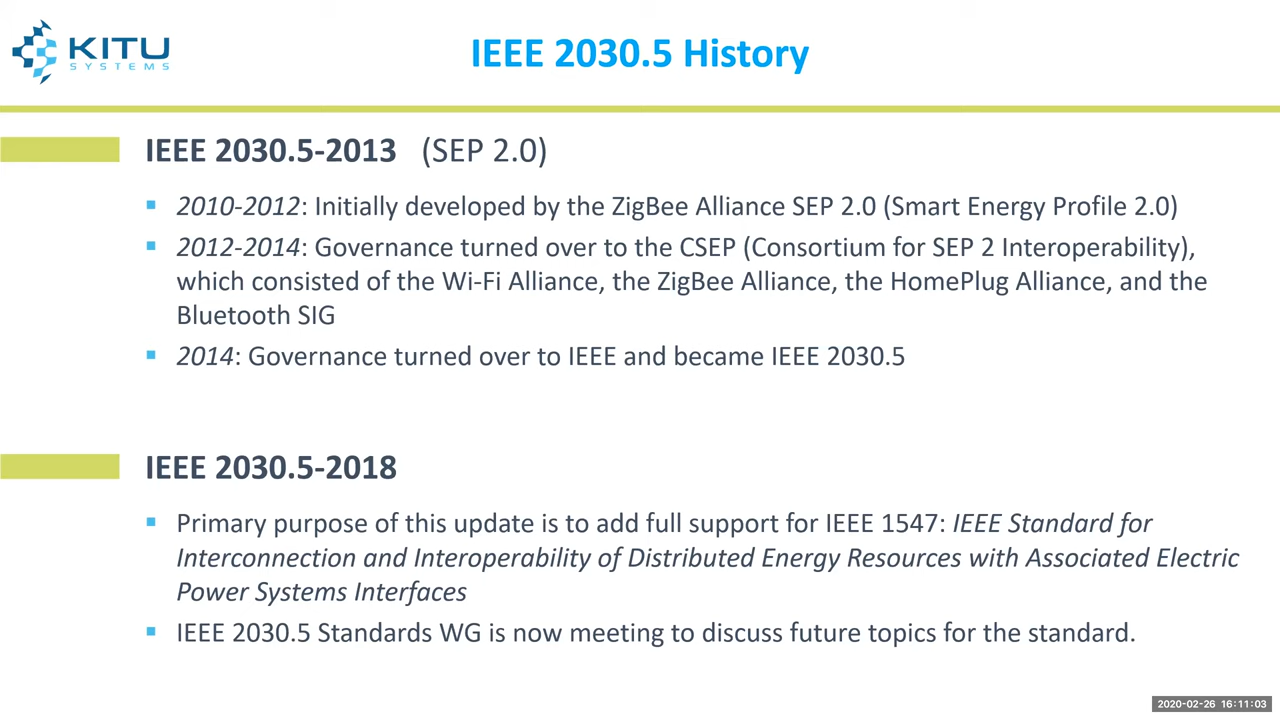 KITU
SYSTEMS
IEEE 2030.5 History
IEEE 2030.5-2013 (SEP 2.0)
2010-2012: Initially developed by the ZigBee Alliance SEP 2.0 (Smart Energy Profile 2.0)
2012-2014: Governance turned over to the CSEP (Consortium for SEP 2 Interoperability),
which consisted of the Wi-Fi Alliance, the ZigBee Alliance, the HomePlug Alliance, and the
Bluetooth SIG
2014: Governance turned over to IEEE and became IEEE 2030.5
IEEE 2030.5-2018
Primary purpose of this update is to add full support for IEEE 1547: IEEE Standard for
Interconnection and Interoperability of Distributed Energy Resources with Associated Electric
Power Systems Interfaces
IEEE 2030.5 Standards WG is now meeting to discuss future topics for the standard.
2020-02-26 16:11:03